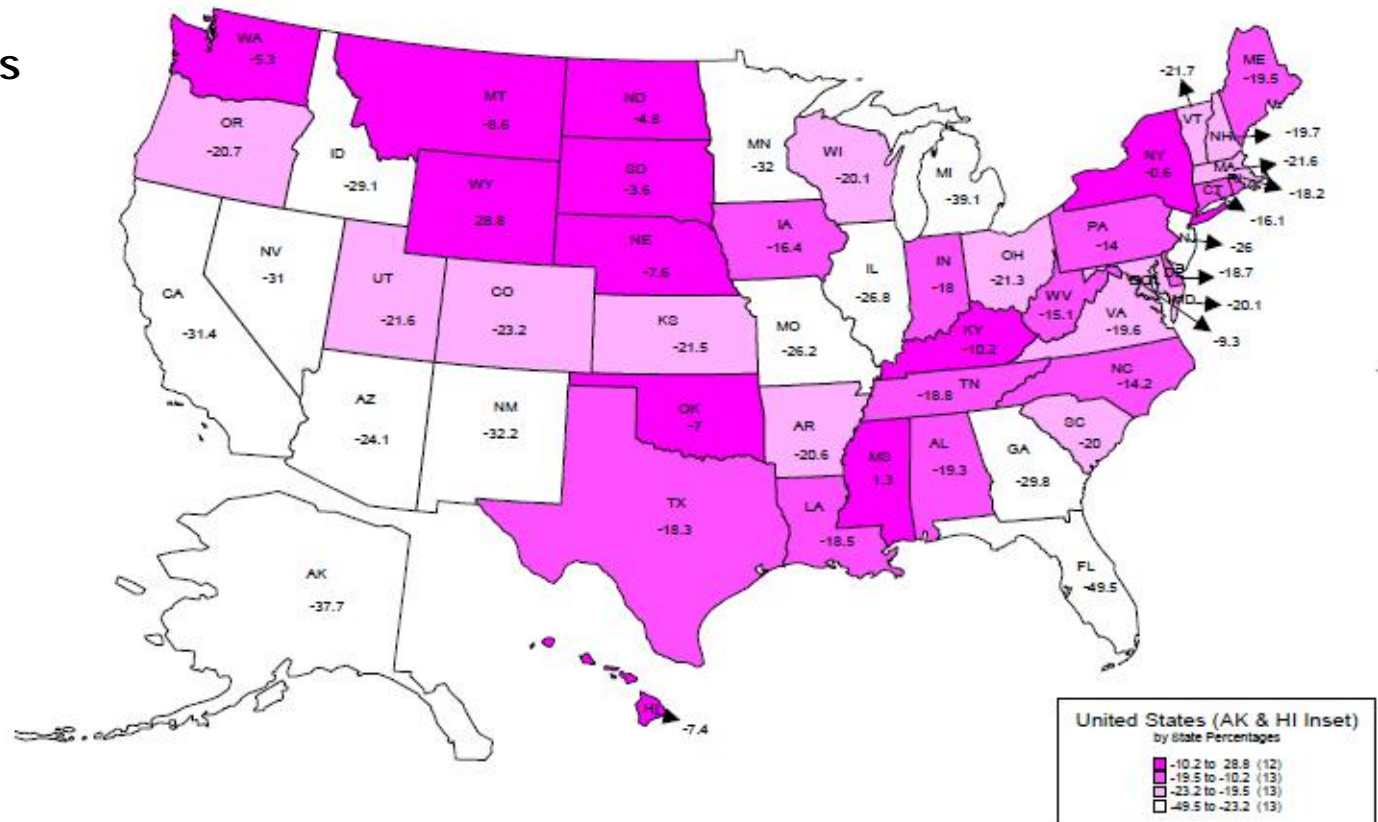 s
WA
-5.3
MT
-6.6
ND
-4.8
MN
-32
OR
-20.7
ID
-29.1
WY
28.8
SD
-3.6
WI
-20.1
MI
-39.1
NY
-0.6
VT
-21.7
NH
-19.7
ME
-19.5
MA
-21.6
-18.2
CT
-16.1
NV
-31
UT
-21.6
CO
-23.2
NE
-7.6
IA
-16.4
IL
-26.8
IN
-18
OH
-21.3
PA
-14
NJ
-26
DE
-18.7
MD
-20.1
-9.3
CA
-31.4
KS
-21.5
MO
-26.2
KY
-10.2
WV
-15.1
VA
-19.6
AZ
-24.1
NM
-32.2
OK
-7
AR
-20.6
TN
-18.8
NC
-14.2
SC
-20
TX
-18.3
LA
-18.5
MS
1.3
AL
-19.3
GA
-29.8
FL
-49.5
AK
-37.7
HI
-7.4
United States (AK & HI Inset)
by State Percentages
-10.2 to 28.8 (12)
-19.5 to -10.2 (13)
-23.2 to -19.5 (13)
-49.5 to -23.2 (13)